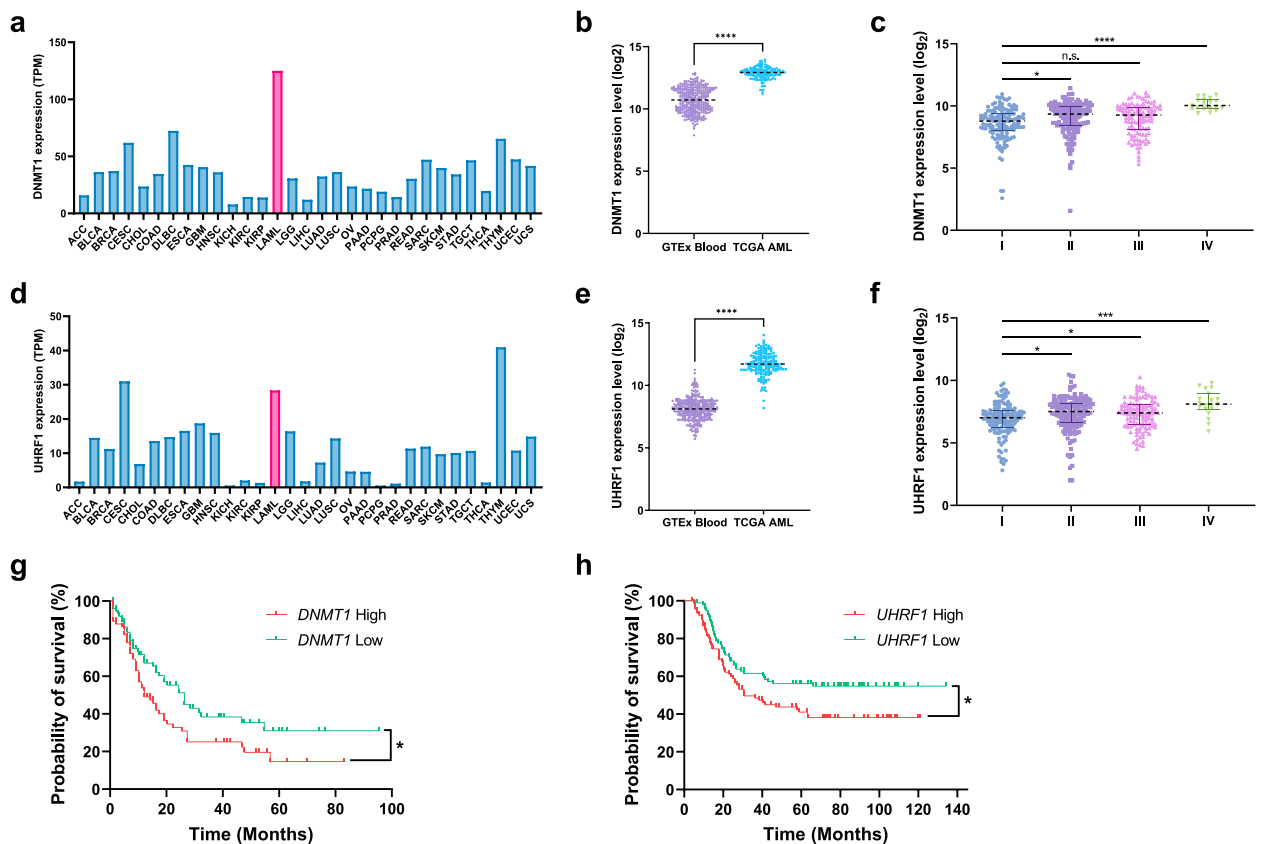 a
DNMT1 expression (TPM)
150
100
50
0
ACC BLCA BRCA CESC CHOL COAD DLBC ESCA GBM HNSC KICH KIRC KIRP LAML LGG LIHC LUAD LUSC OV PAAD PCPG PRAD READ SARC SKCM STAD TGCT THCA THYM UCEC UCS
b
DNMT1 expression level (log2)
15
10
5
0
****
GTEx Blood TCGA AML
c
DNMT1 expression level (log2)
15
10
5
0
****
n.s.
*
I II III IV
d
UHRF1 expression (TPM)
50
40
30
20
10
0
ACC BLCA BRCA CESC CHOL COAD DLBC ESCA GBM HNSC KICH KIRC KIRP LAML LGG LIHC LUAD LUSC OV PAAD PCPG PRAD READ SARC SKCM STAD TGCT THCA THYM UCEC UCS
e
UHRF1 expression level (log2)
15
10
5
0
****
GTEx Blood TCGA AML
f
UHRF1 expression level (log2)
15
10
5
0
***
*
*
I II III IV
g
Probability of survival (%)
100
80
60
40
20
0
DNMT1 High
DNMT1 Low
*
0 20 40 60 80 100
Time (Months)
h
Probability of survival (%)
100
80
60
40
20
0
UHRF1 High
UHRF1 Low
*
0 20 40 60 80 100 120 140
Time (Months)